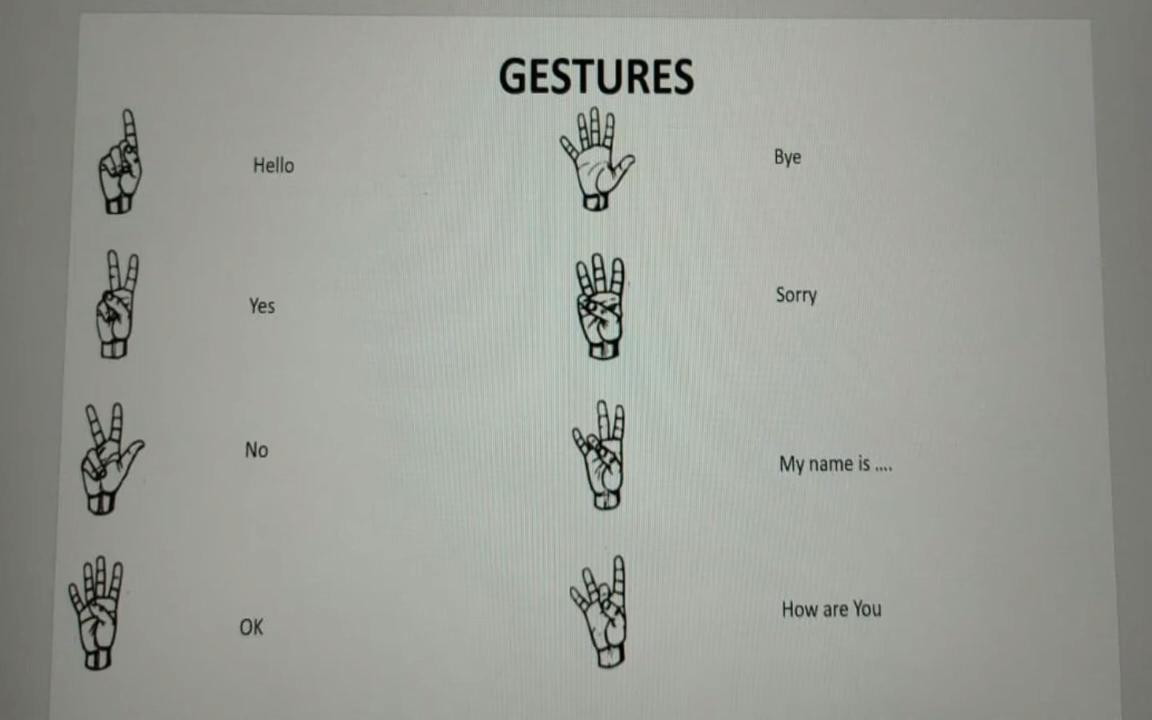 GESTURES
Hello
Bye
Yes
Sorry
No
My name is ....
OK
How are You